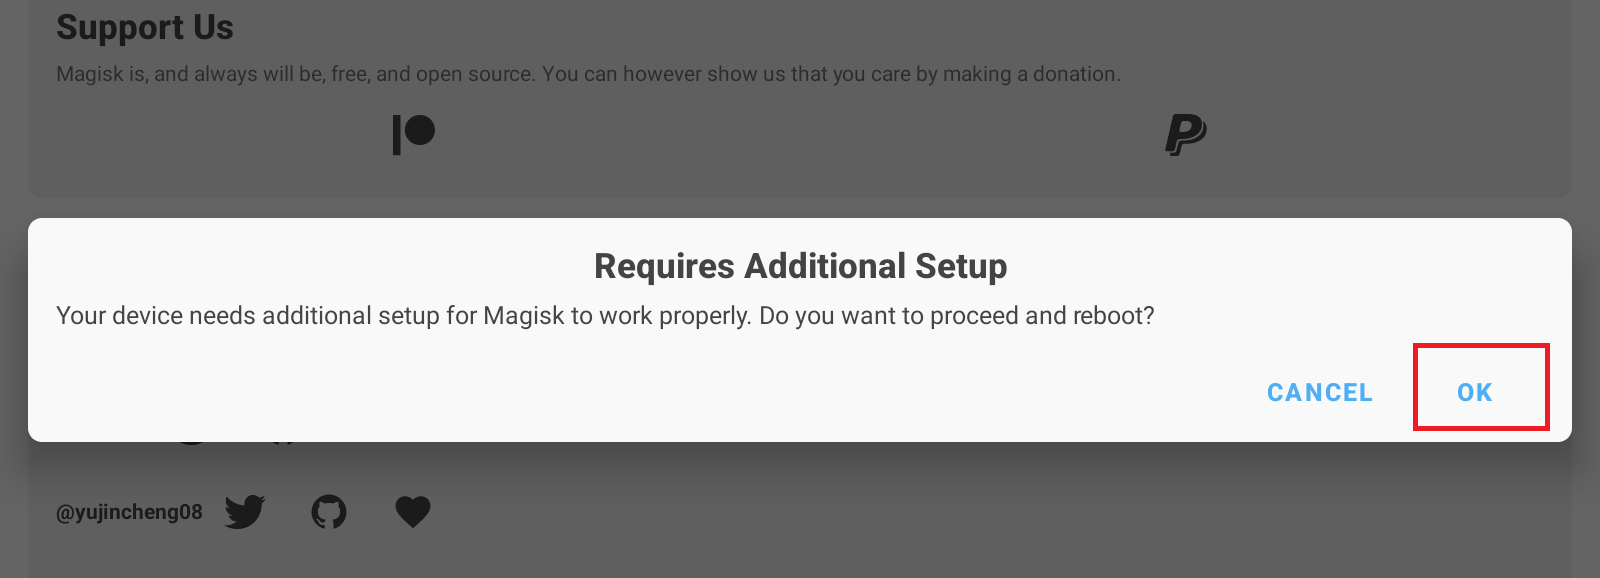 Support Us
Magisk is, and always will be, free, and open source. You can however show us that you care by making a donation.
Requires Additional Setup
Your device needs additional setup for Magisk to work properly. Do you want to proceed and reboot?
CANCEL OK
@yujincheng08